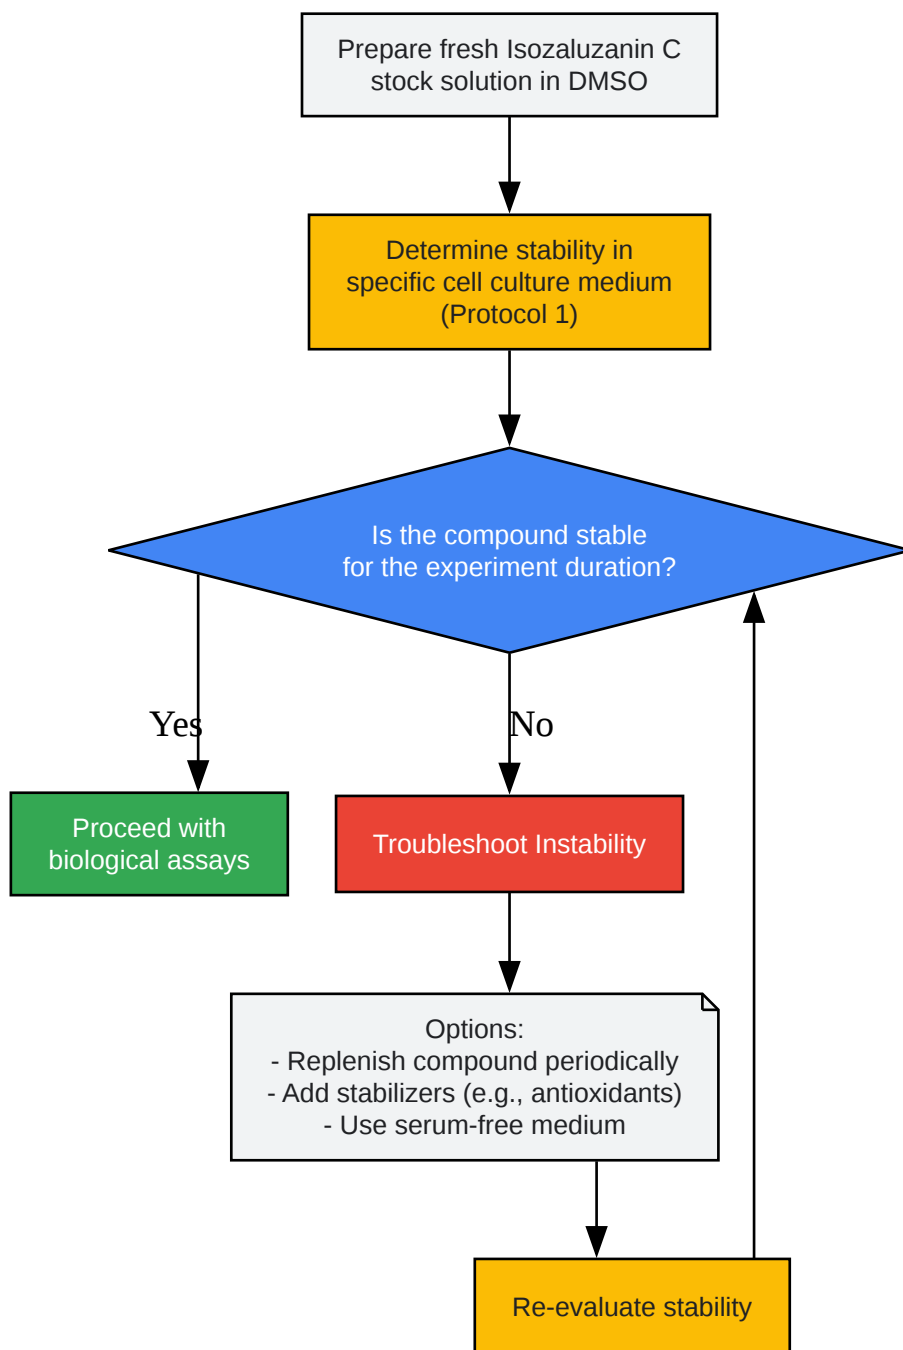 Prepare fresh Isozaluzanin C
stock solution in DMSO
Determine stability in
specific cell culture medium
(Protocol 1)
Is the compound stable
for the experiment duration?
Yes
No
Proceed with
biological assays
Troubleshoot Instability
Options:
- Replenish compound periodically
- Add stabilizers (e.g., antioxidants)
- Use serum-free medium
Re-evaluate stability